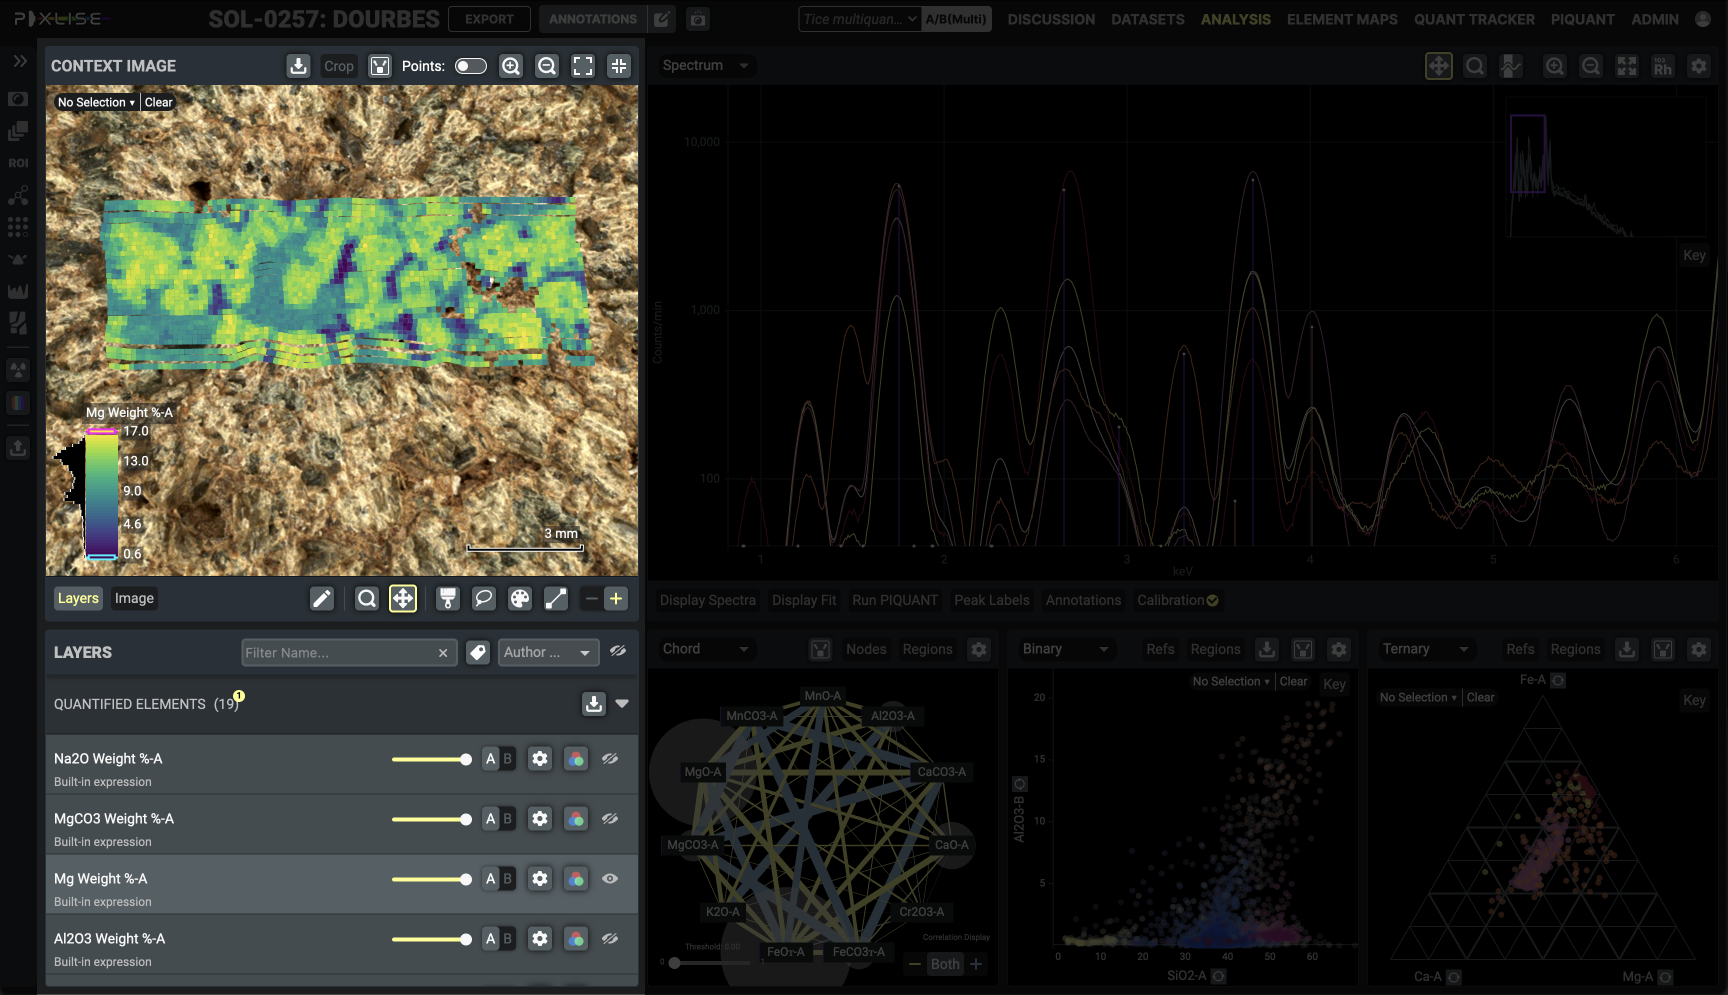 PIXLISE
SOL-0257: DOURBES
EXPORT
ANNOTATIONS
Tice multiquan...
A/B(Multi)
DISCUSSION
DATASETS
ANALYSIS
ELEMENT MAPS
QUANT TRACKER
PIQUANT
ADMIN
CONTEXT IMAGE
Crop
Points:
No Selection ▾ Clear
ROI
Mg Weight %-A
17.0
13.0
9.0
4.6
0.6
3 mm
Layers
Image
LAYERS
Filter Name...
Author ...
QUANTIFIED ELEMENTS (19)
1
Na2O Weight %-A
A B
Built-in expression
MgCO3 Weight %-A
A B
Built-in expression
Mg Weight %-A
A B
Built-in expression
Al2O3 Weight %-A
A B
Built-in expression
Spectrum
103
Rh
Key
10,000
1,000
100
Counts/min
1
2
3
4
5
6
keV
Display Spectra
Display Fit
Run PIQUANT
Peak Labels
Annotations
Calibration
Chord
Nodes
Regions
MnO-A
MnCO3-A
Al2O3-A
MgO-A
CaCO3-A
MgCO3-A
CaO-A
K2O-A
Cr2O3-A
FeOT-A
FeCO3T-A
Threshold: 0.00
0
1
Correlation Display
Both
Binary
Refs
Regions
No Selection ▾ Clear
Key
20
15
10
5
Al2O3-B
0
10
20
30
40
50
60
SiO2-A
Ternary
Refs
Regions
Fe-A
No Selection ▾ Clear
Key
Ca-A
Mg-A